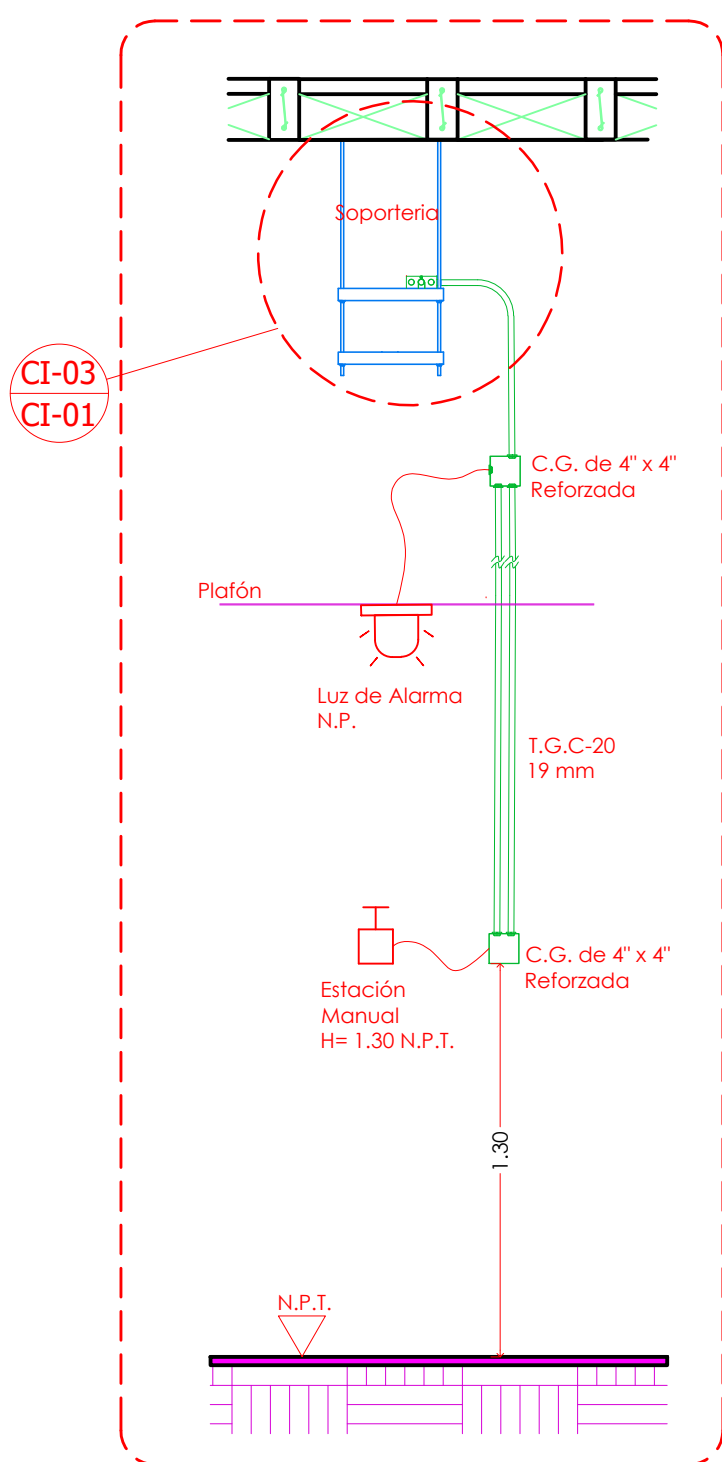 Soporteria
CI-03
CI-01
C.G. de 4" x 4"
Reforzada
Plafón
Luz de Alarma
N.P.
T.G.C-20
19 mm
C.G. de 4" x 4"
Reforzada
Estación
Manual
H= 1.30 N.P.T.
1.30
N.P.T.